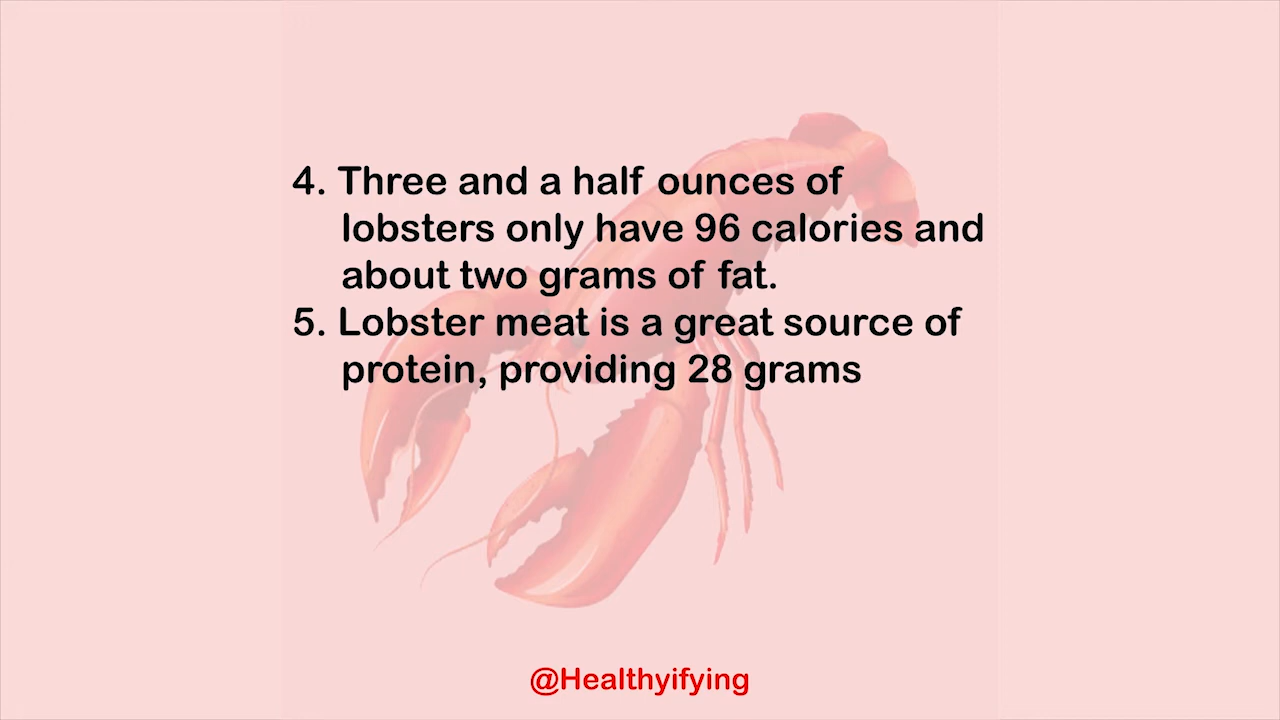 4. Three and a half ounces of
lobsters only have 96 calories and
about two grams of fat.
5. Lobster meat is a great source of
protein, providing 28 grams
@Healthyifying